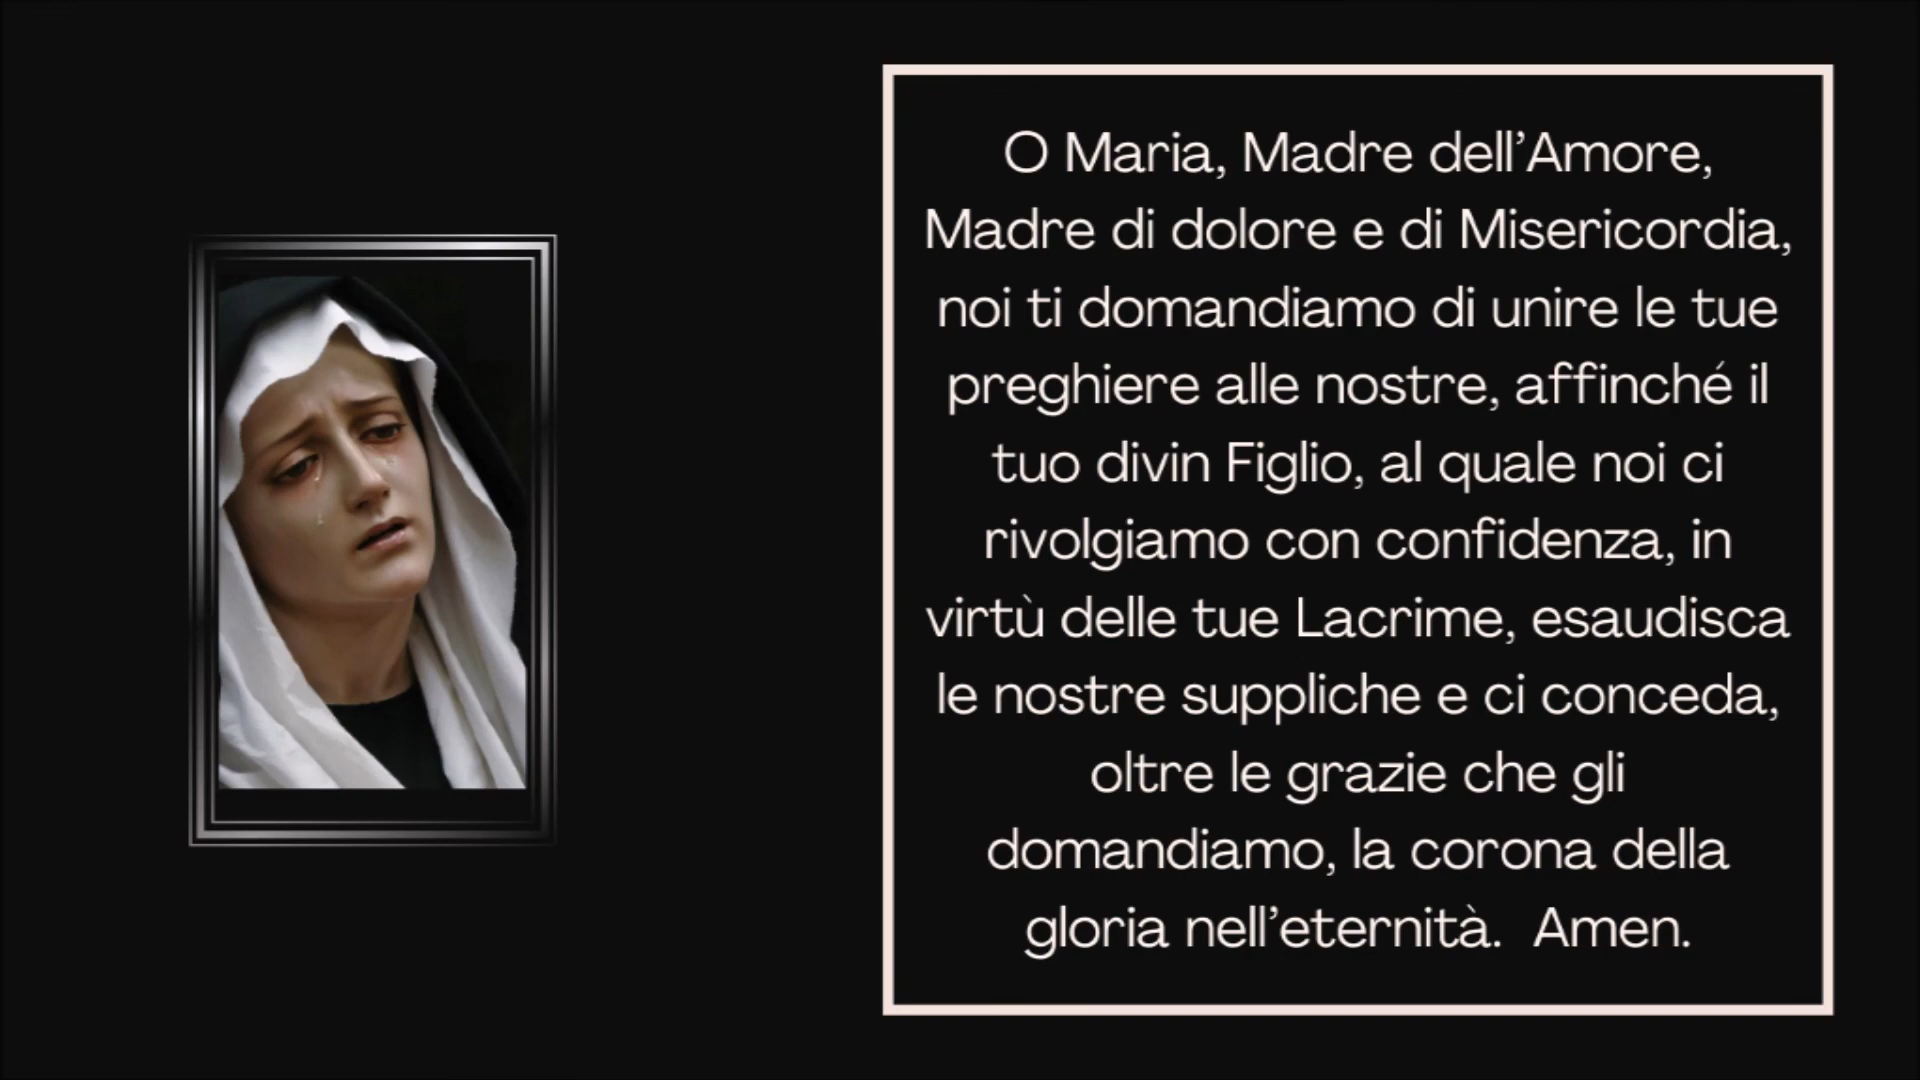 O Maria, Madre dell’Amore,
Madre di dolore e di Misericordia,
noi ti domandiamo di unire le tue
preghiere alle nostre, affinché il
tuo divin Figlio, al quale noi ci
rivolgiamo con confidenza, in
virtù delle tue Lacrime, esaudisca
le nostre suppliche e ci conceda,
oltre le grazie che gli
domandiamo, la corona della
gloria nell’eternità.  Amen.